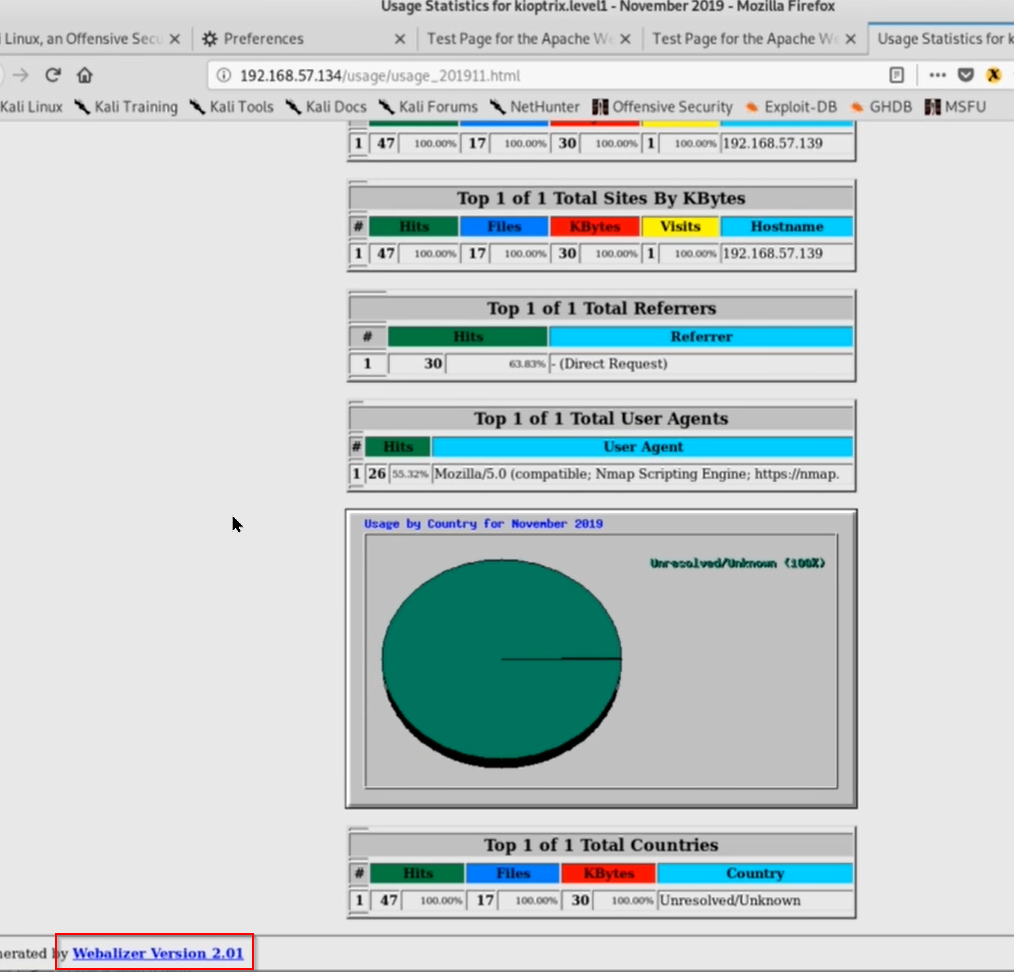 Usage Statistics for kioptrix.level1 - November 2019 - Mozilla Firefox
i Linux, an Offensive Secu Preferences Test Page for the Apache We Test Page for the Apache We Usage Statistics for k
192.168.57.134/usage/usage_201911.html
Kali Linux Kali Training Kali Tools Kali Docs Kali Forums NetHunter Offensive Security Exploit-DB GHDB MSFU
1 47 100.00% 17 100.00% 30 100.00% 1 100.00% 192.168.57.139
Top 1 of 1 Total Sites By KBytes
# Hits Files KBytes Visits Hostname
1 47 100.00% 17 100.00% 30 100.00% 1 100.00% 192.168.57.139
Top 1 of 1 Total Referrers
# Hits Referrer
1 30 63.83% - (Direct Request)
Top 1 of 1 Total User Agents
# Hits User Agent
1 26 55.32% Mozilla/5.0 (compatible; Nmap Scripting Engine; https://nmap.
Usage by Country for November 2019
Unresolved/Unknown (100%)
Top 1 of 1 Total Countries
# Hits Files KBytes Country
1 47 100.00% 17 100.00% 30 100.00% Unresolved/Unknown
nerated by Webalizer Version 2.01